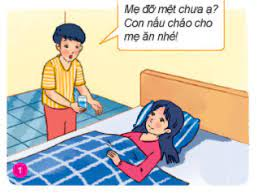 Mẹ đỡ mệt chưa ạ?
Con nấu cháo cho
mẹ ăn nhé!
1